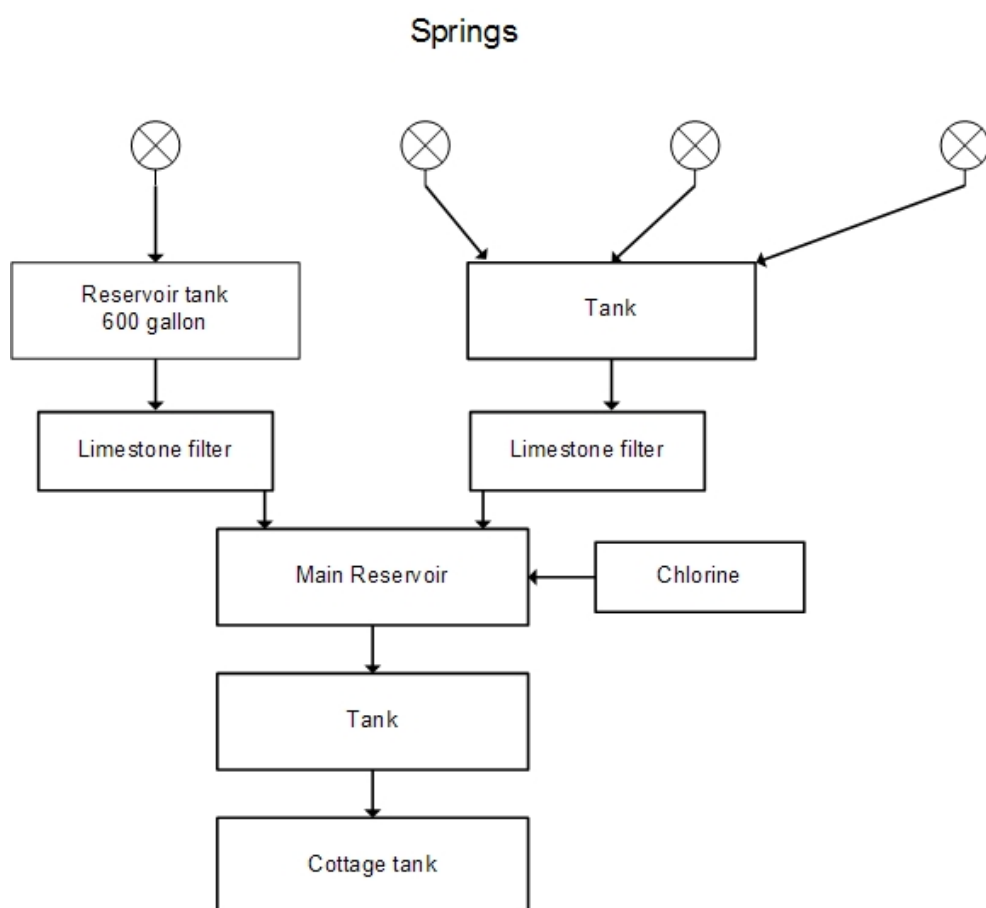 Springs
Reservoir tank
600 gallon
Tank
Limestone filter
Limestone filter
Main Reservoir
Chlorine
Tank
Cottage tank